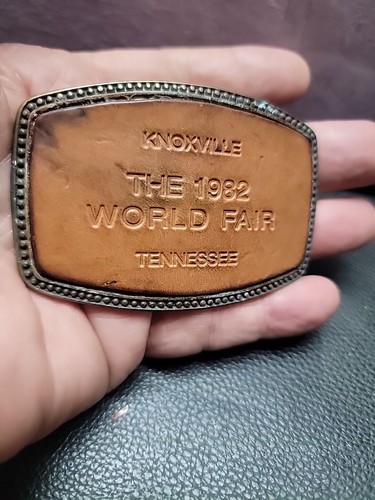 KNOXVILLE
THE 1982
WORLD FAIR
TENNESSEE